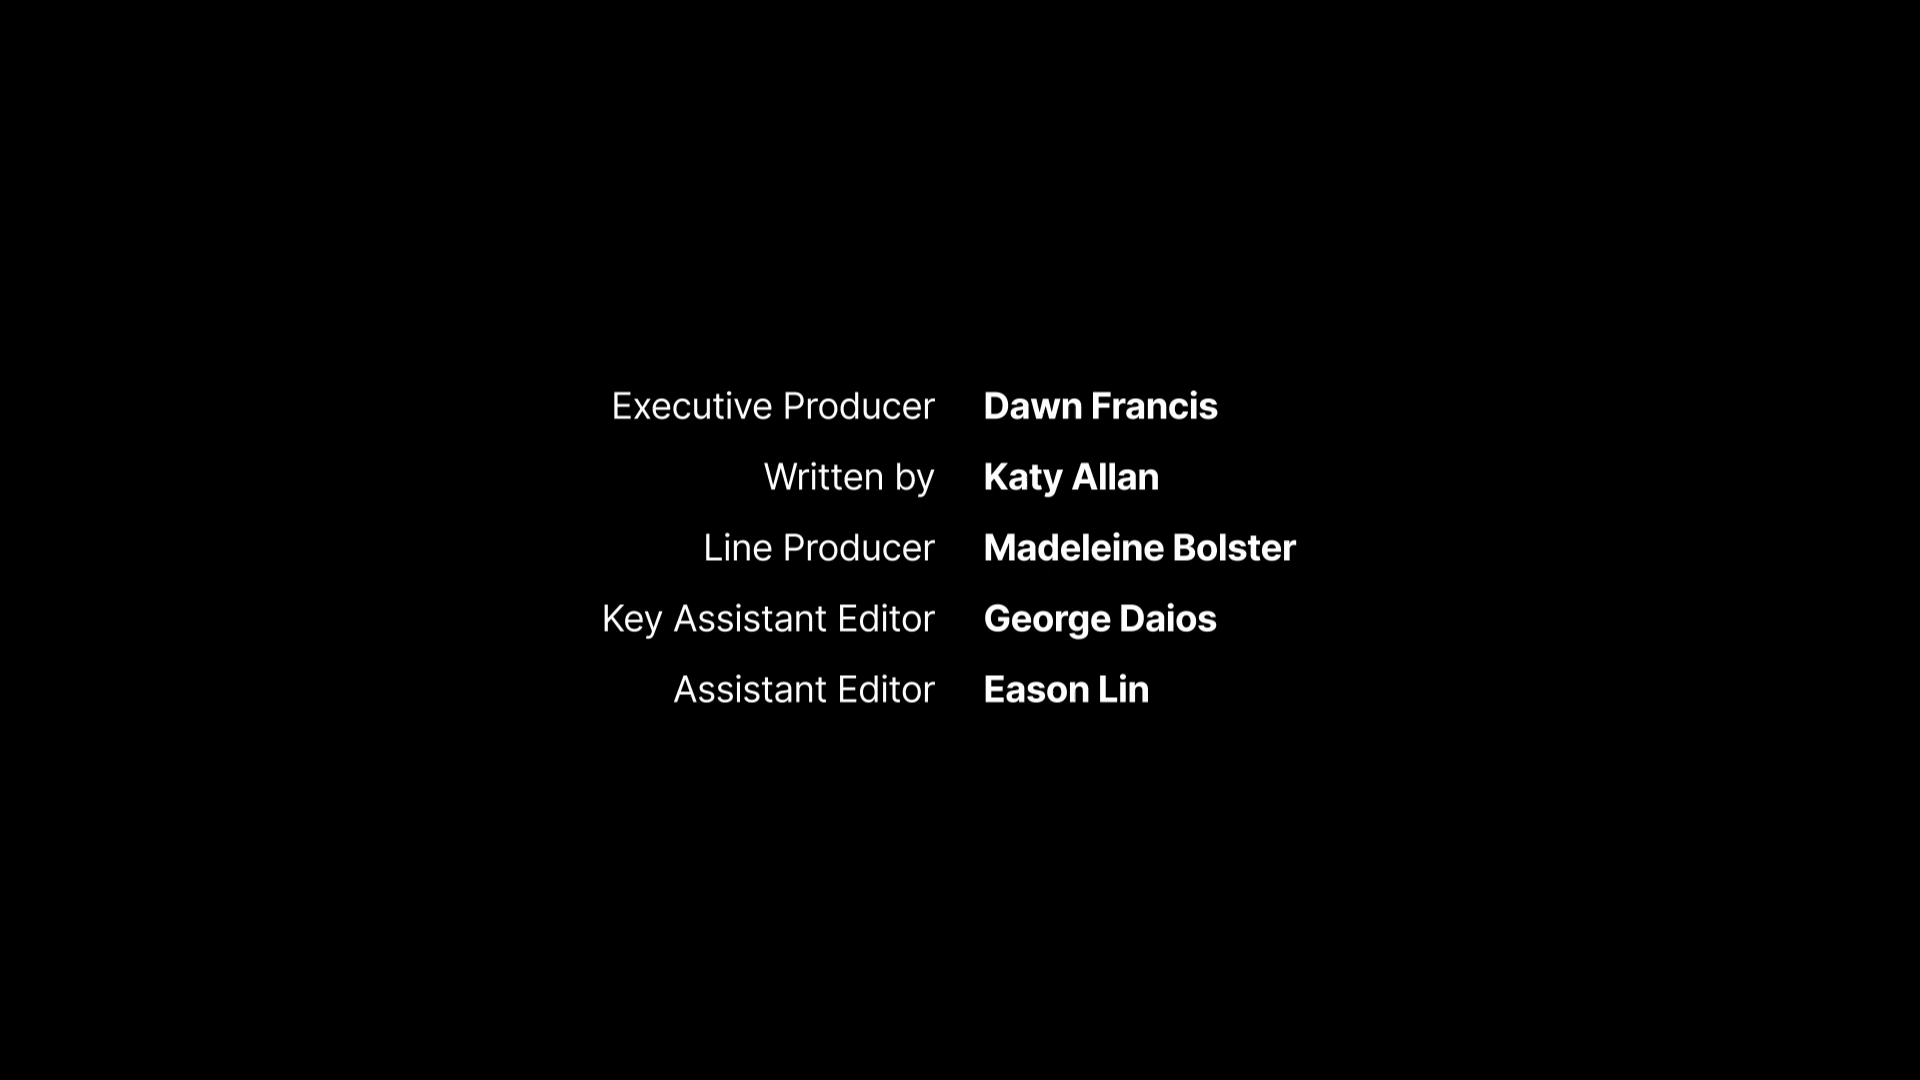 Executive Producer Dawn Francis
Written by Katy Allan
Line Producer Madeleine Bolster
Key Assistant Editor George Daios
Assistant Editor Eason Lin